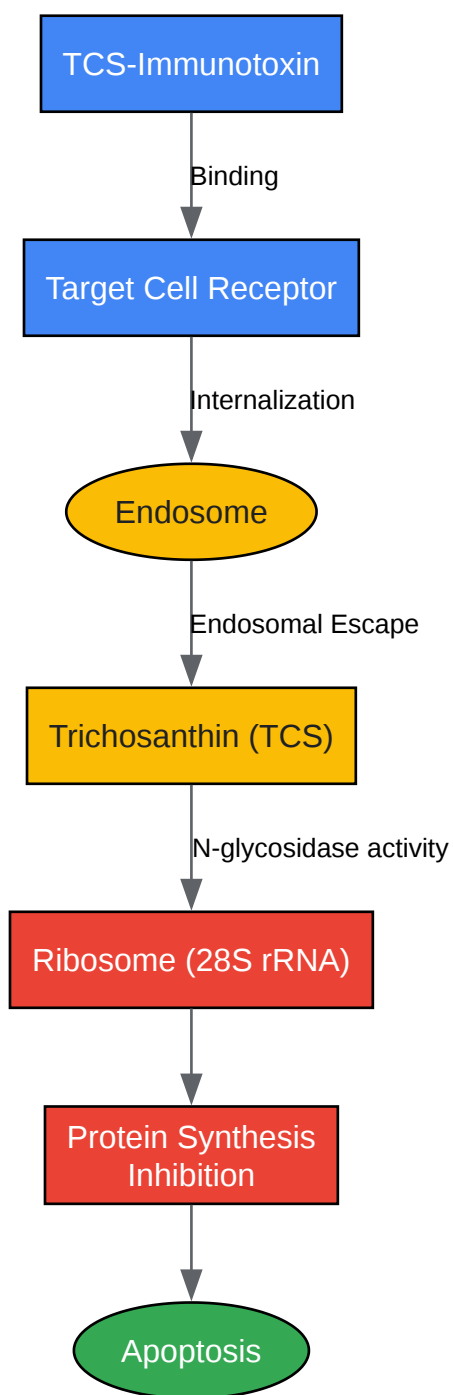 TCS-Immunotoxin
Binding
Target Cell Receptor
Internalization
Endosome
Endosomal Escape
Trichosanthin (TCS)
N-glycosidase activity
Ribosome (28S rRNA)
Protein Synthesis
Inhibition
Apoptosis